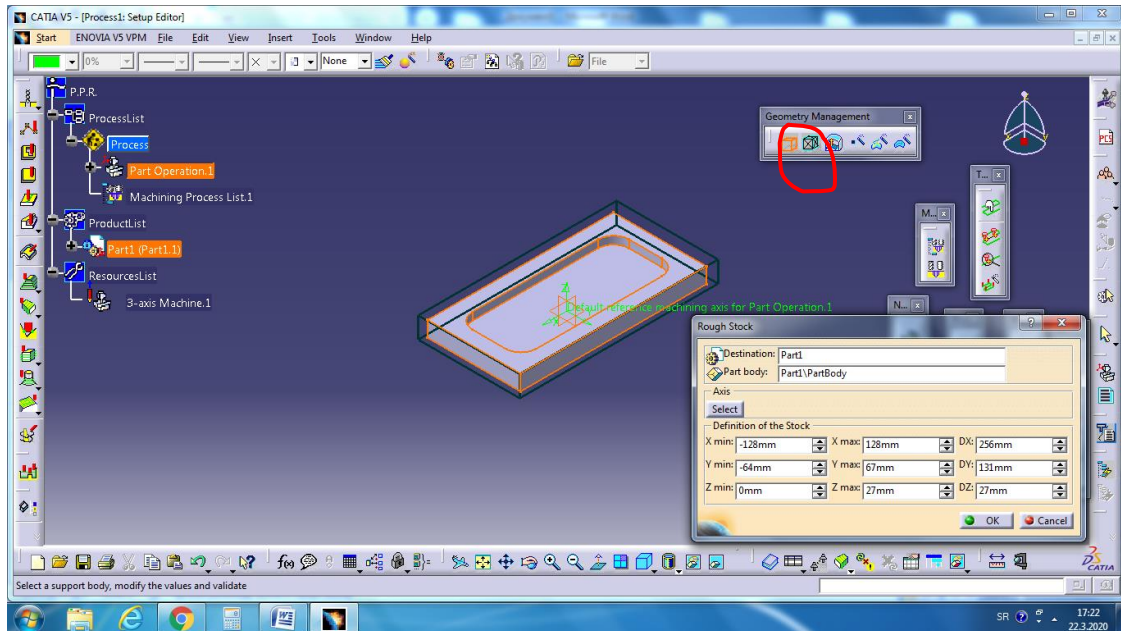 CATIA V5 - [Process1: Setup Editor]
Start ENOVIA V5 VPM File Edit View Insert Tools Window Help
0% None File
P.P.R.
ProcessList
Process
Part Operation.1
Machining Process List.1
ProductList
Part1 (Part1.1)
ResourcesList
3-axis Machine.1
Geometry Management
T...
M...
N...
PCS
Z
X
Default reference machining axis for Part Operation.1
Rough Stock
Destination: Part1
Part body: Part1\PartBody
Axis
Select
Definition of the Stock
X min: -128mm X max: 128mm DX: 256mm
Y min: -64mm Y max: 67mm DY: 131mm
Z min: 0mm Z max: 27mm DZ: 27mm
OK Cancel
CATIA
Select a support body, modify the values and validate
SR 17:22
22.3.2020